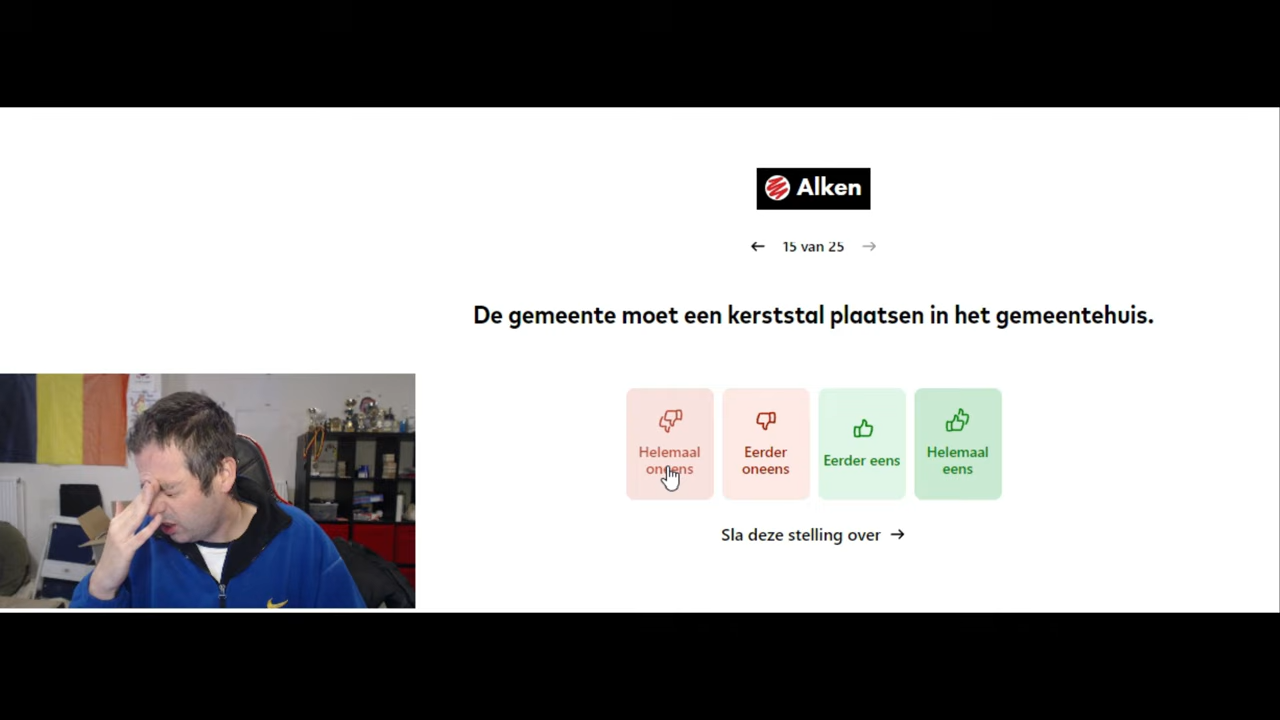 Alken
15 van 25
De gemeente moet een kerststal plaatsen in het gemeentehuis.
Helemaal oneens
Eerder oneens
Eerder eens
Helemaal eens
Sla deze stelling over